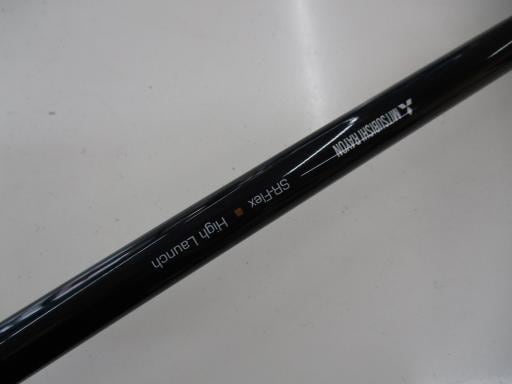 MITSUBISHI RAYON
SR-Flex High Launch